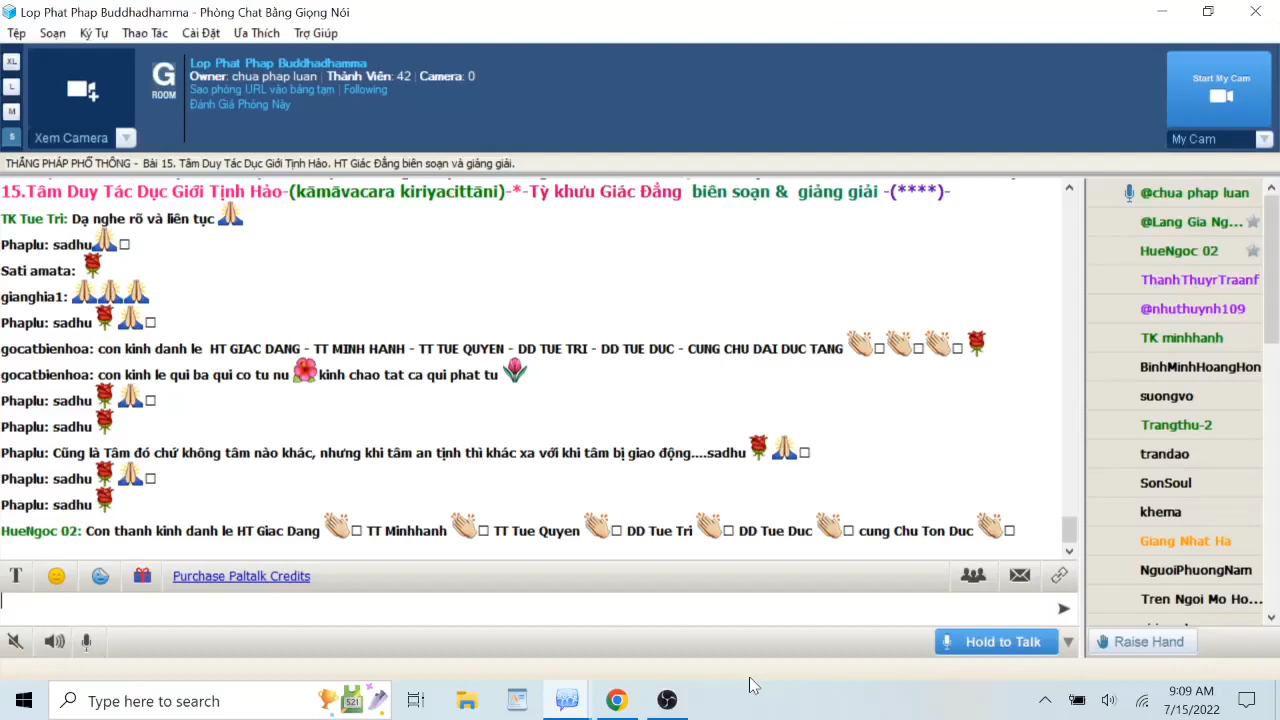 Lop Phat Phap Buddhadhamma - Phòng Chat Bằng Giọng Nói
Tệp Soạn Ký Tự Thao Tác Cài Đặt Ưa Thích Trợ Giúp
XL
L
M
S
Xem Camera
G
ROOM
Lop Phat Phap Buddhadhamma
Owner: chua phap luan | Thành Viên: 42 | Camera: 0
Sao phòng URL vào bảng tạm | Following
Đánh Giá Phòng Này
Start My Cam
My Cam
THẮNG PHÁP PHỔ THÔNG - Bài 15. Tâm Duy Tác Dục Giới Tịnh Hảo. HT Giác Đẳng biên soạn và giảng giải.
15.Tâm Duy Tác Dục Giới Tịnh Hảo-(kāmāvacara kiriyacittāni)-*-Tỳ khưu Giác Đẳng biên soạn & giảng giải -(****)-
TK Tue Tri: Dạ nghe rõ và liên tục 🙏
Phaplu: sadhu🙏□
Sati amata: 🌹
gianghia1: 🙏🙏🙏
Phaplu: sadhu 🌹🙏□
gocatbienhoa: con kinh danh le HT GIAC DANG - TT MINH HANH - TT TUE QUYEN - DD TUE TRI - DD TUE DUC - CUNG CHU DAI DUC TANG 👏□👏□👏□🌹
gocatbienhoa: con kinh le qui ba qui co tu nu 🌺kinh chao tat ca qui phat tu 🌷
Phaplu: sadhu 🌹🙏□
Phaplu: sadhu 🌹
Phaplu: Cũng là Tâm đó chứ không tâm nào khác, nhưng khi tâm an tịnh thì khác xa với khi tâm bị giao động....sadhu 🌹🙏□
Phaplu: sadhu 🌹🙏□
Phaplu: sadhu 🌹
HueNgoc 02: Con thanh kinh danh le HT Giac Dang 👏□ TT Minhhanh 👏□ TT Tue Quyen 👏□ DD Tue Tri 👏□ DD Tue Duc 👏□ cung Chu Ton Duc 👏□
@chua phap luan
@Lang Gia Ng...
HueNgoc 02
ThanhThuyrTraanf
@nhuthuynh109
TK minhhanh
BinhMinhHoangHon
suongvo
Trangthu-2
trandao
SonSoul
khema
Giang Nhat Ha
NguoiPhuongNam
Tren Ngoi Mo Ho...
T Purchase Paltalk Credits
Hold to Talk
Raise Hand
Type here to search
521
9:09 AM
7/15/2022